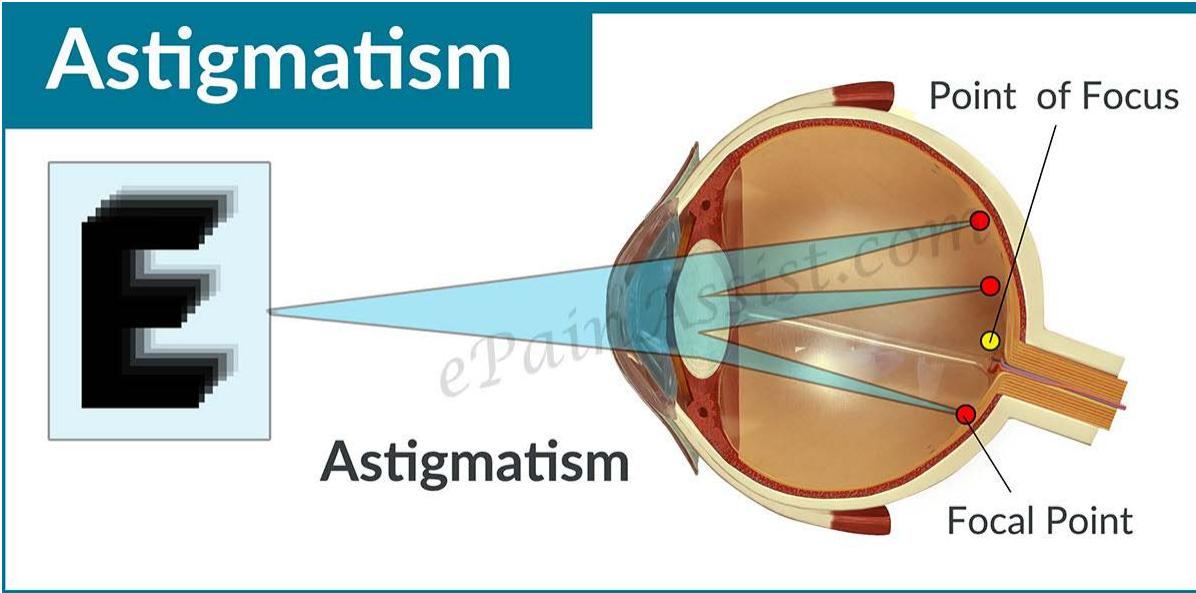 Astigmatism
Point of Focus
E
ePainAssist.com
Astigmatism
Focal Point